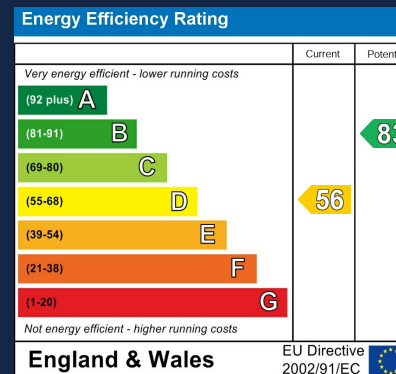 Energy Efficiency Rating
Current Potent
Very energy efficient - lower running costs
(92 plus) A
(81-91) B 83
(69-80) C
(55-68) D 56
(39-54) E
(21-38) F
(1-20) G
Not energy efficient - higher running costs
England & Wales
EU Directive
2002/91/EC